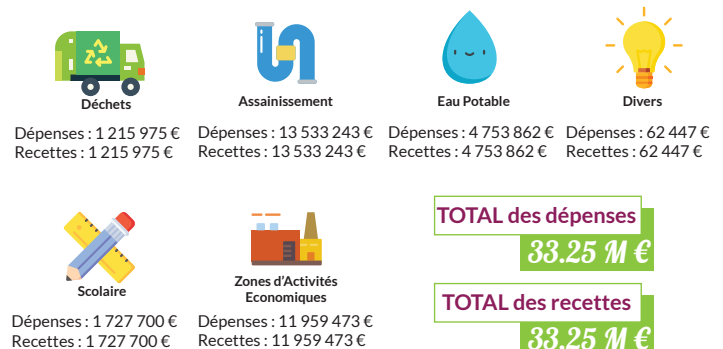 Déchets
Dépenses : 1 215 975 €
Recettes : 1 215 975 €
Assainissement
Dépenses : 13 533 243 €
Recettes : 13 533 243 €
Eau Potable
Dépenses : 4 753 862 €
Recettes : 4 753 862 €
Divers
Dépenses : 62 447 €
Recettes : 62 447 €
Scolaire
Dépenses : 1 727 700 €
Recettes : 1 727 700 €
Zones d'Activités
Economiques
Dépenses : 11 959 473 €
Recettes : 11 959 473 €
TOTAL des dépenses
33.25 M €
TOTAL des recettes
33.25 M €